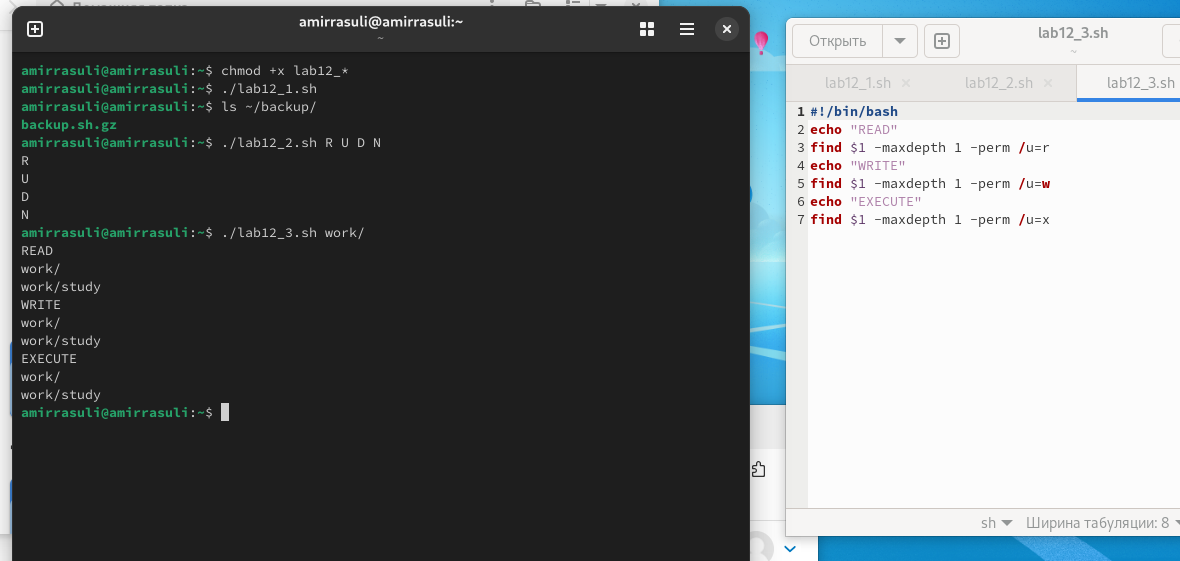 amirrasuli@amirrasuli:~
~
amirrasuli@amirrasuli:~$ chmod +x lab12_*
amirrasuli@amirrasuli:~$ ./lab12_1.sh
amirrasuli@amirrasuli:~$ ls ~/backup/
backup.sh.gz
amirrasuli@amirrasuli:~$ ./lab12_2.sh R U D N
R
U
D
N
amirrasuli@amirrasuli:~$ ./lab12_3.sh work/
READ
work/
work/study
WRITE
work/
work/study
EXECUTE
work/
work/study
amirrasuli@amirrasuli:~$
Открыть
lab12_3.sh
~
lab12_1.sh
lab12_2.sh
lab12_3.sh
1 #!/bin/bash
2 echo "READ"
3 find $1 -maxdepth 1 -perm /u=r
4 echo "WRITE"
5 find $1 -maxdepth 1 -perm /u=w
6 echo "EXECUTE"
7 find $1 -maxdepth 1 -perm /u=x
sh
Ширина табуляции: 8